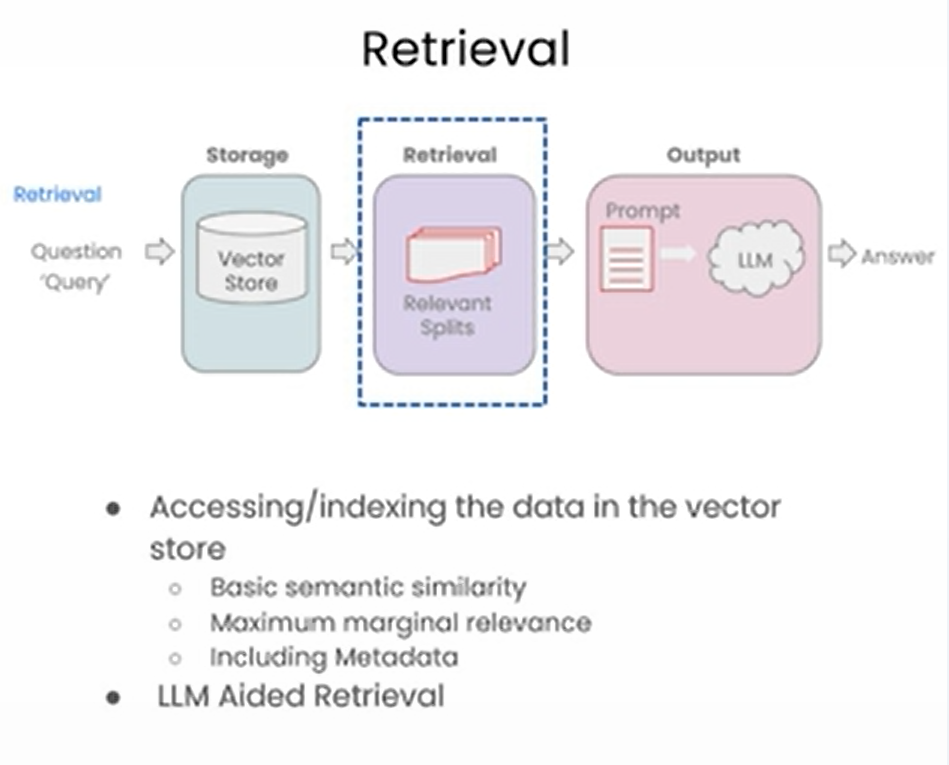 Retrieval
Storage
Retrieval
Output
Retrieval
Question
'Query'
Vector
Store
Relevant
Splits
Prompt
LLM
Answer
● Accessing/indexing the data in the vector
store
○ Basic semantic similarity
○ Maximum marginal relevance
○ Including Metadata
● LLM Aided Retrieval